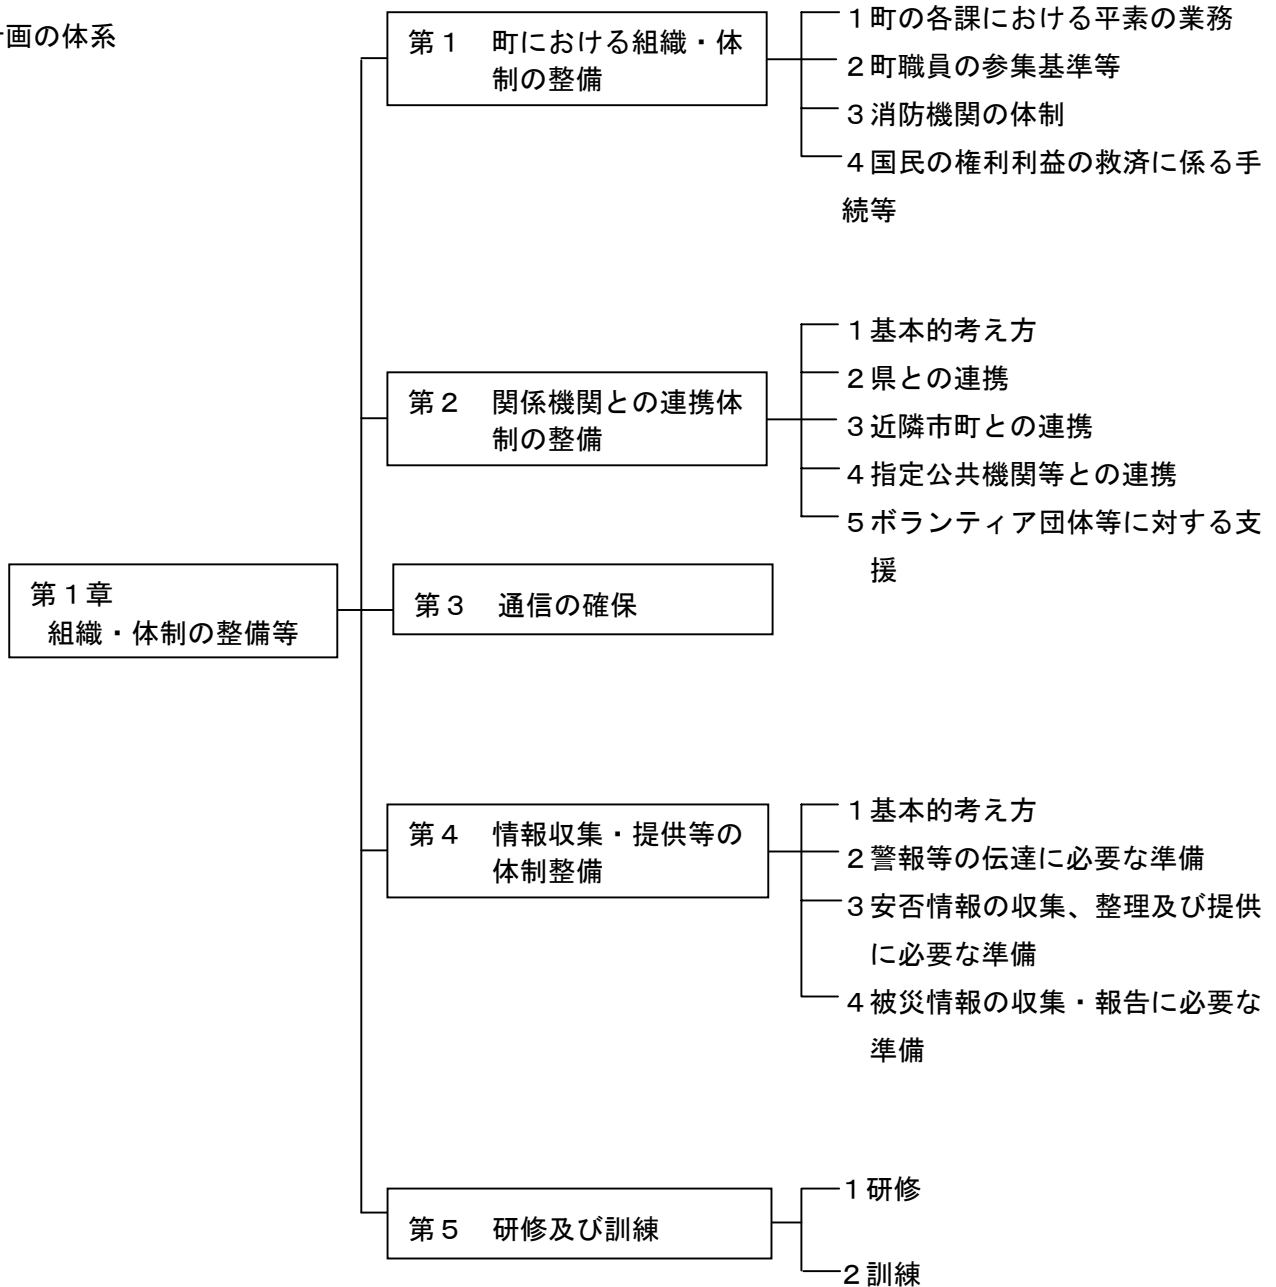 画の体系
第１章
組織・体制の整備等
第１　町における組織・体
制の整備
１町の各課における平素の業務
２町職員の参集基準等
３消防機関の体制
４国民の権利利益の救済に係る手
続等
第２　関係機関との連携体
制の整備
１基本的考え方
２県との連携
３近隣市町との連携
４指定公共機関等との連携
５ボランティア団体等に対する支
援
第３　通信の確保
第４　情報収集・提供等の
体制整備
１基本的考え方
２警報等の伝達に必要な準備
３安否情報の収集、整理及び提供
に必要な準備
４被災情報の収集・報告に必要な
準備
第５　研修及び訓練
１研修
２訓練